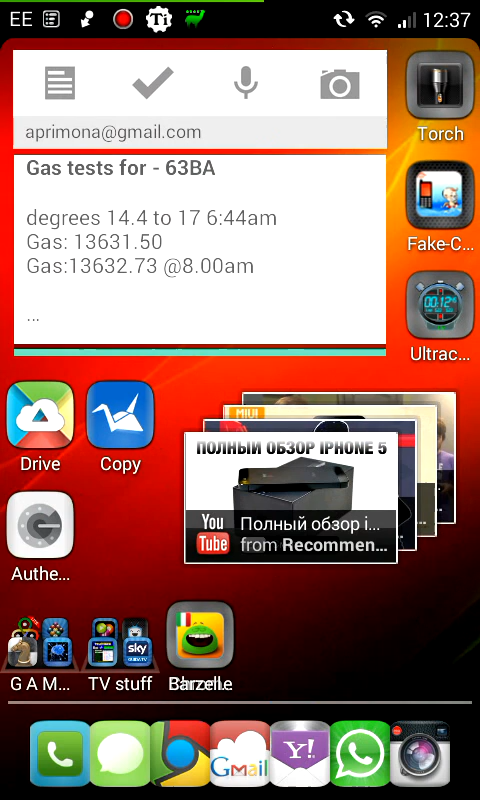 EE
Ti
12:37
aprimona@gmail.com
Torch
Gas tests for - 63BA
degrees 14.4 to 17 6:44am
Gas: 13631.50
Gas:13632.73 @8.00am
...
Fake-C...
Ultrac...
Drive
Copy
MIUI
ПОЛНЫЙ ОБЗОР IPHONE 5
You
Tube
Полный обзор i...
from Recommen...
Authe...
sky
G A M...
TV stuff
Gmail
Y!